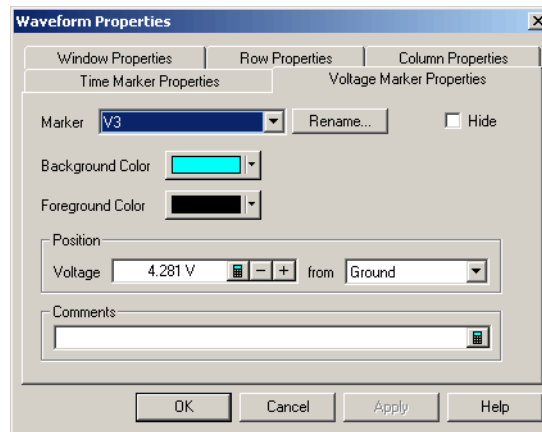 Waveform Properties
Window Properties Row Properties Column Properties
Time Marker Properties Voltage Marker Properties
Marker V3 Rename... Hide
Background Color
Foreground Color
Position
Voltage 4.281 V from Ground
Comments
OK Cancel Apply Help